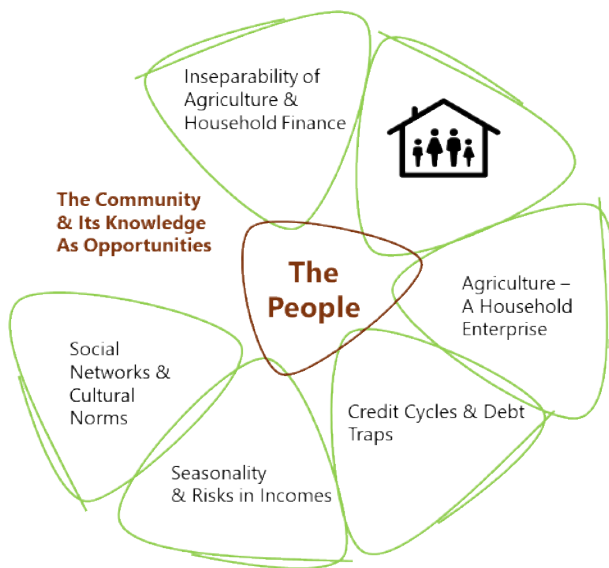 Inseparability of
Agriculture &
Household Finance
The Community
& Its Knowledge
As Opportunities
The
People
Agriculture –
A Household
Enterprise
Social
Networks &
Cultural
Norms
Credit Cycles & Debt
Traps
Seasonality
& Risks in Incomes